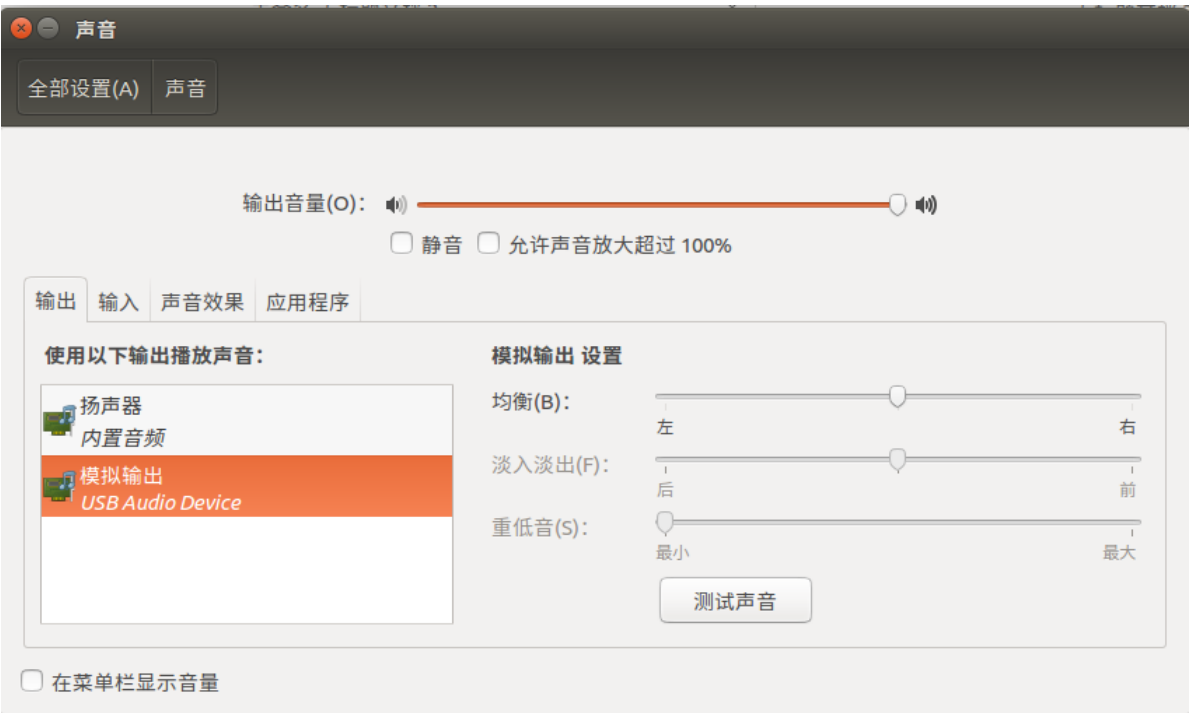 声音
全部设置(A) 声音
输出音量(O)：
静音 允许声音放大超过 100%
输出 输入 声音效果 应用程序
使用以下输出播放声音：
扬声器
内置音频
模拟输出
USB Audio Device
模拟输出 设置
均衡(B)：
左 右
淡入淡出(F)：
后 前
重低音(S)：
最小 最大
测试声音
在菜单栏显示音量